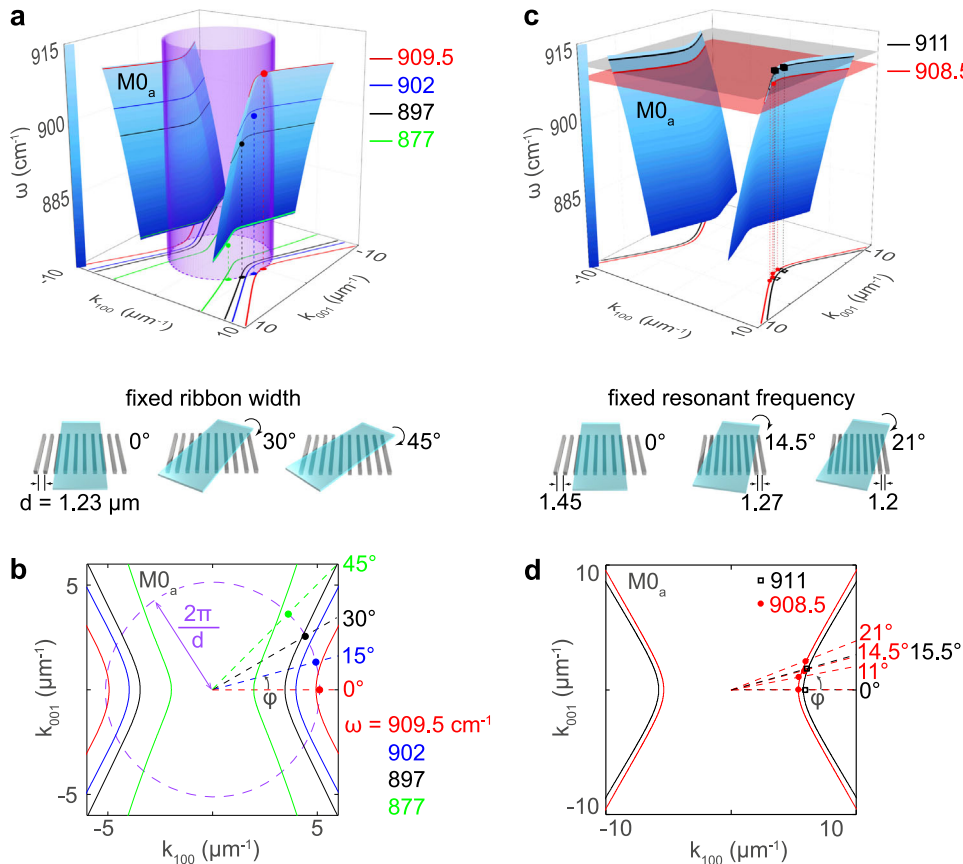 a
915
900
885
ω (cm⁻¹)
M0ₐ
909.5
902
897
877
-10
k₁₀₀ (μm⁻¹)
10
10
k₀₀₁ (μm⁻¹)
-10
c
915
900
885
ω (cm⁻¹)
M0ₐ
911
908.5
-10
k₁₀₀ (μm⁻¹)
10
10
k₀₀₁ (μm⁻¹)
-10
fixed ribbon width
0°
30°
45°
d = 1.23 μm
fixed resonant frequency
0°
14.5°
21°
1.45
1.27
1.2
b
6
-5
k₀₀₁ (μm⁻¹)
M0ₐ
2π
d
45°
30°
15°
φ
0°
ω = 909.5 cm⁻¹
902
897
877
-5
5
k₁₀₀ (μm⁻¹)
d
10
-10
k₀₀₁ (μm⁻¹)
M0ₐ
911
908.5
21°
14.5° 15.5°
11°
φ
0°
-10
10
k₁₀₀ (μm⁻¹)